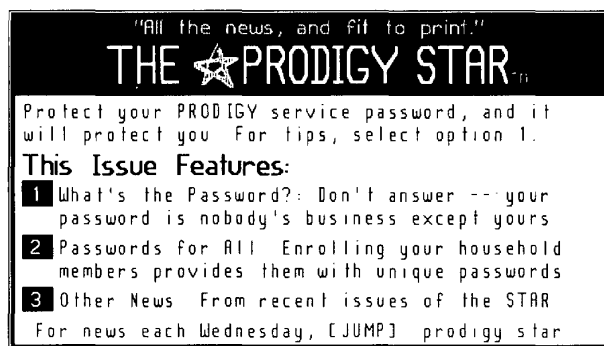 "All the news, and fit to print."
THE PRODIGY STAR
Protect your PRODIGY service password, and it
will protect you For tips, select option 1.
This Issue Features:
1 What's the Password?: Don't answer -- your
password is nobody's business except yours
2 Passwords for All Enrolling your household
members provides them with unique passwords
3 Other News From recent issues of the STAR
For news each Wednesday, [JUMP] prodigy star